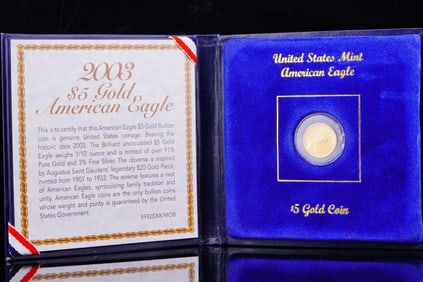 2003
$5 Gold
American Eagle
This is to certify that this American Eagle $5 Gold Bullion
coin is genuine United States coinage. Bearing the
historic date 2003. The Brilliant uncirculated $5 Gold
Eagle weighs 1/10 ounce and is minted of over 91%
Pure Gold and 3% Fine Silver. The obverse is inspired
by Augustus Saint Gaudens' legendary $20 Gold Piece,
minted from 1907 to 1933. The reverse features a nest
of American Eagles, symbolizing family tradition and
unity. American Eagle coins are the only bullion coins
whose weight and purity is guaranteed by the United
States Government.
5932EXX/MOB
United States Mint
American Eagle
$5 Gold Coin